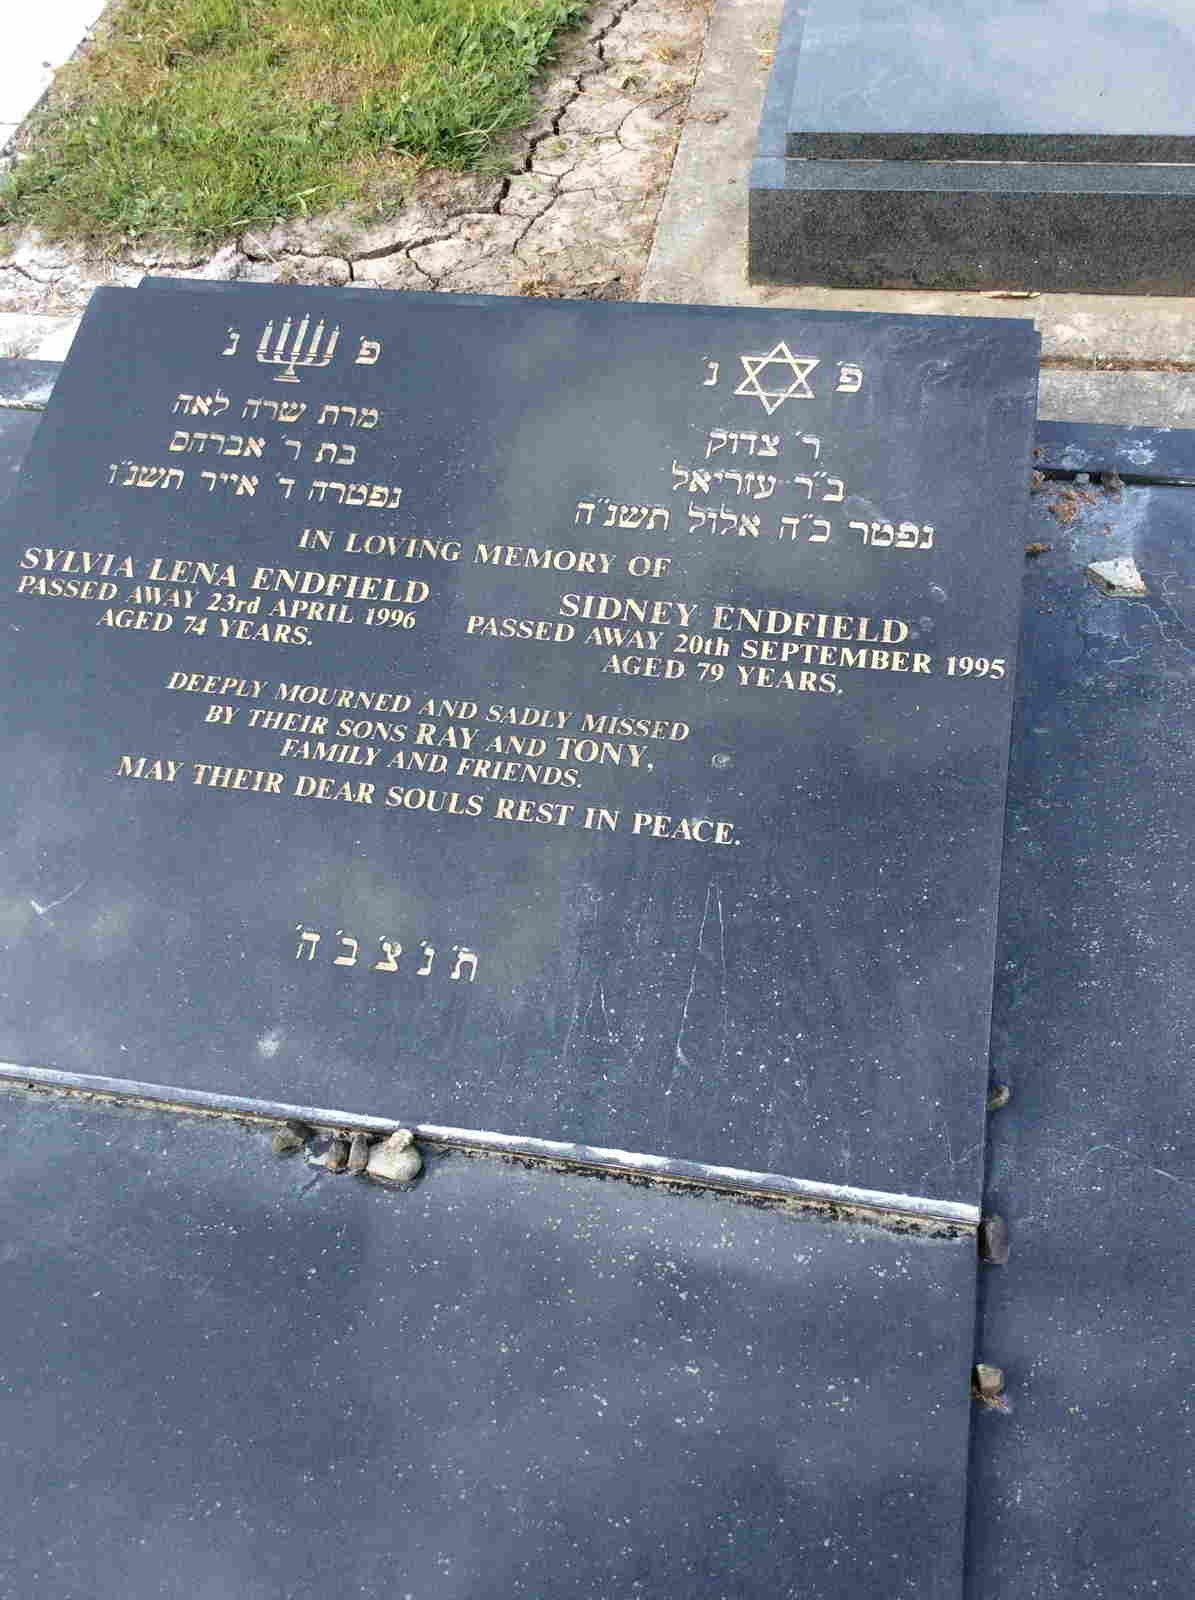 פ׳ נ׳
מרת שרה לאה
בת ר׳ אברהם
נפטרה ד׳ אייר תשנ״ו
פ׳ נ׳
ר׳ צדוק
ב״ר עזריאל
נפטר כ״ה אלול תשנ״ה
IN LOVING MEMORY OF
SYLVIA LENA ENDFIELD
PASSED AWAY 23rd APRIL 1996
AGED 74 YEARS.
SIDNEY ENDFIELD
PASSED AWAY 20th SEPTEMBER 1995
AGED 79 YEARS.
DEEPLY MOURNED AND SADLY MISSED
BY THEIR SONS RAY AND TONY,
FAMILY AND FRIENDS.
MAY THEIR DEAR SOULS REST IN PEACE.
ת׳ נ׳ צ׳ ב׳ ה׳